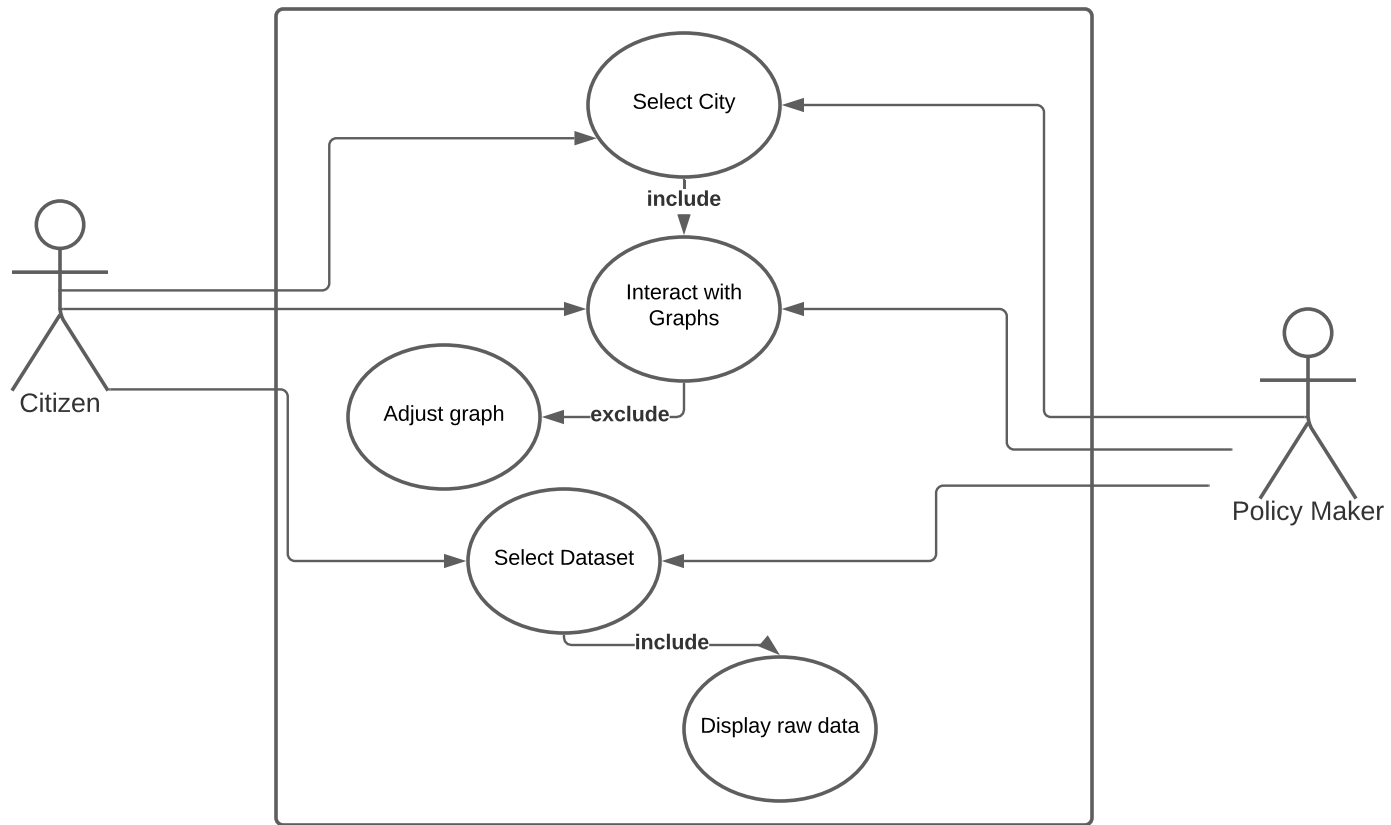 Select City
include
Interact with
Graphs
Citizen
Adjust graph
exclude
Policy Maker
Select Dataset
include
Display raw data